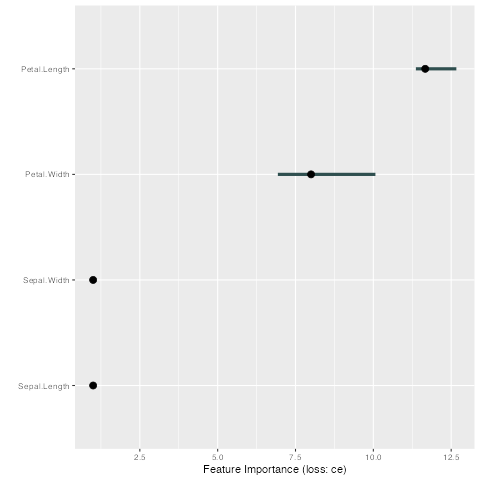 Petal.Length
Petal.Width
Sepal.Width
Sepal.Length
2.5 5.0 7.5 10.0 12.5
Feature Importance (loss: ce)